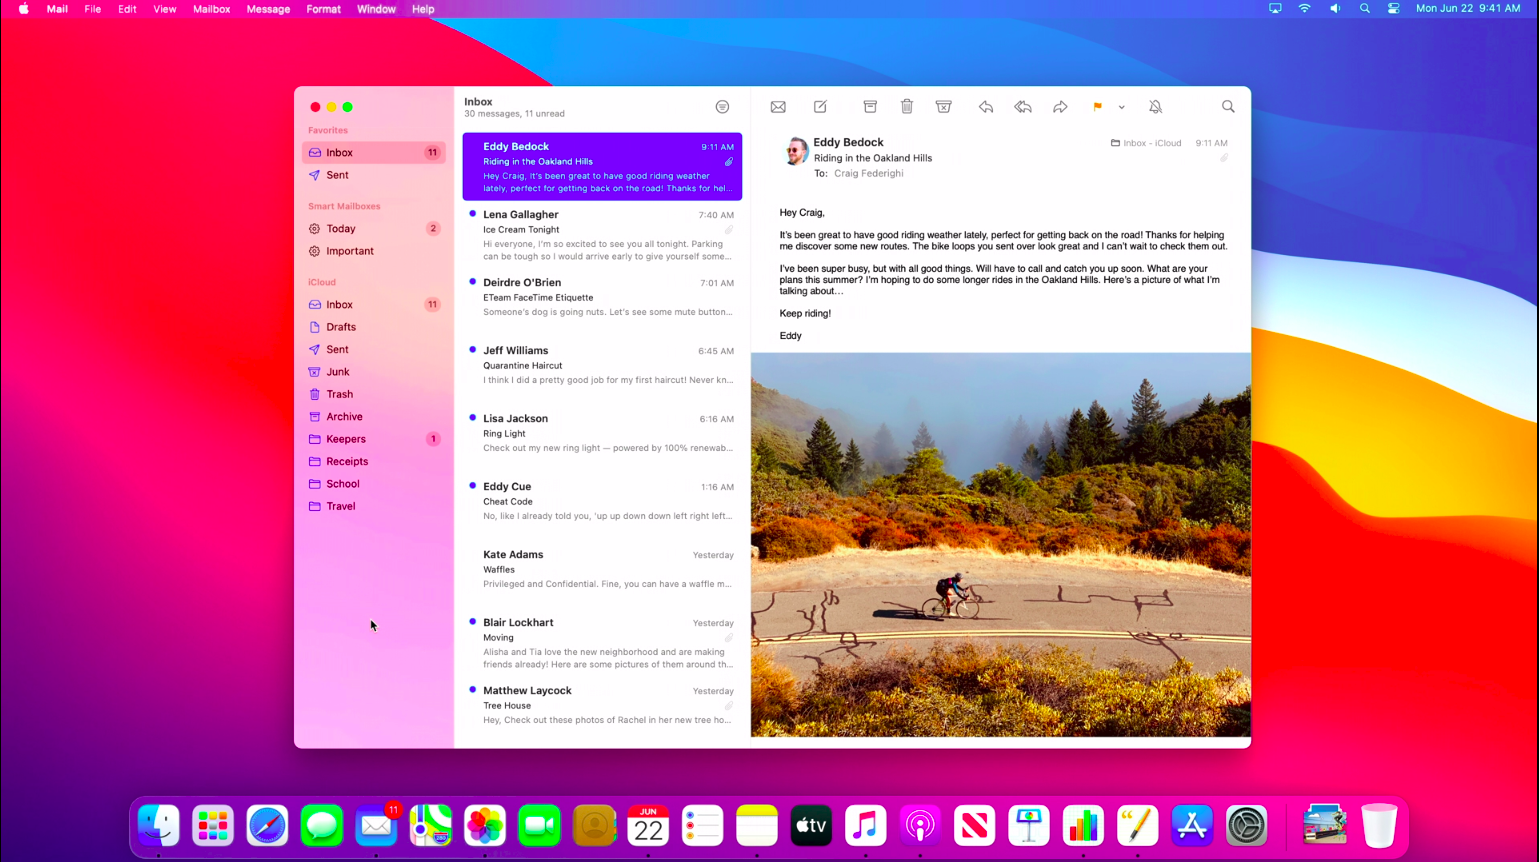 Mail File Edit View Mailbox Message Format Window Help
Mon Jun 22 9:41 AM
Favorites
Inbox 11
Sent
Smart Mailboxes
Today 2
Important
iCloud
Inbox 11
Drafts
Sent
Junk
Trash
Archive
Keepers 1
Receipts
School
Travel
Inbox
30 messages, 11 unread
Eddy Bedock 9:11 AM
Riding in the Oakland Hills
Hey Craig, It's been great to have good riding weather
lately, perfect for getting back on the road! Thanks for hel...
Lena Gallagher 7:40 AM
Ice Cream Tonight
Hi everyone, I'm so excited to see you all tonight. Parking
can be tough so I would arrive early to give yourself some...
Deirdre O'Brien 7:01 AM
ETeam FaceTime Etiquette
Someone's dog is going nuts. Let's see some mute button...
Jeff Williams 6:45 AM
Quarantine Haircut
I think I did a pretty good job for my first haircut! Never kn...
Lisa Jackson 6:16 AM
Ring Light
Check out my new ring light — powered by 100% renewab...
Eddy Cue 1:16 AM
Cheat Code
No, like I already told you, 'up up down down left right left...
Kate Adams Yesterday
Waffles
Privileged and Confidential. Fine, you can have a waffle m...
Blair Lockhart Yesterday
Moving
Alisha and Tia love the new neighborhood and are making
friends already! Here are some pictures of them around th...
Matthew Laycock Yesterday
Tree House
Hey, Check out these photos of Rachel in her new tree ho...
Eddy Bedock Inbox - iCloud 9:11 AM
Riding in the Oakland Hills
To: Craig Federighi
Hey Craig,
It's been great to have good riding weather lately, perfect for getting back on the road! Thanks for helping
me discover some new routes. The bike loops you sent over look great and I can't wait to check them out.
I've been super busy, but with all good things. Will have to call and catch you up soon. What are your
plans this summer? I'm hoping to do some longer rides in the Oakland Hills. Here's a picture of what I'm
talking about...
Keep riding!
Eddy
11
JUN
22
tv